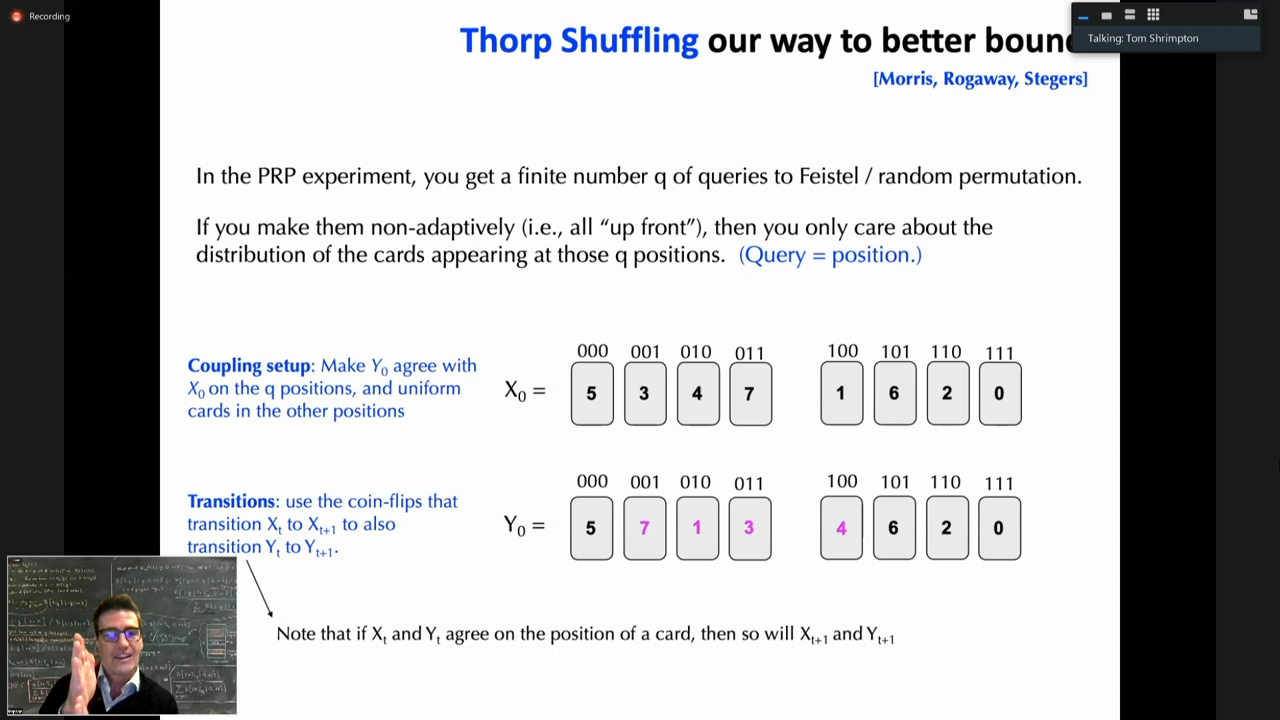 Recording
Thorp Shuffling our way to better boun
Talking: Tom Shrimpton
[Morris, Rogaway, Stegers]
In the PRP experiment, you get a finite number q of queries to Feistel / random permutation.
If you make them non-adaptively (i.e., all “up front”), then you only care about the
distribution of the cards appearing at those q positions. (Query = position.)
Coupling setup: Make Y0 agree with
X0 on the q positions, and uniform
cards in the other positions
000 001 010 011 100 101 110 111
X0 = 5 3 4 7 1 6 2 0
Transitions: use the coin-flips that
transition Xt to Xt+1 to also
transition Yt to Yt+1.
000 001 010 011 100 101 110 111
Y0 = 5 7 1 3 4 6 2 0
Note that if Xt and Yt agree on the position of a card, then so will Xt+1 and Yt+1